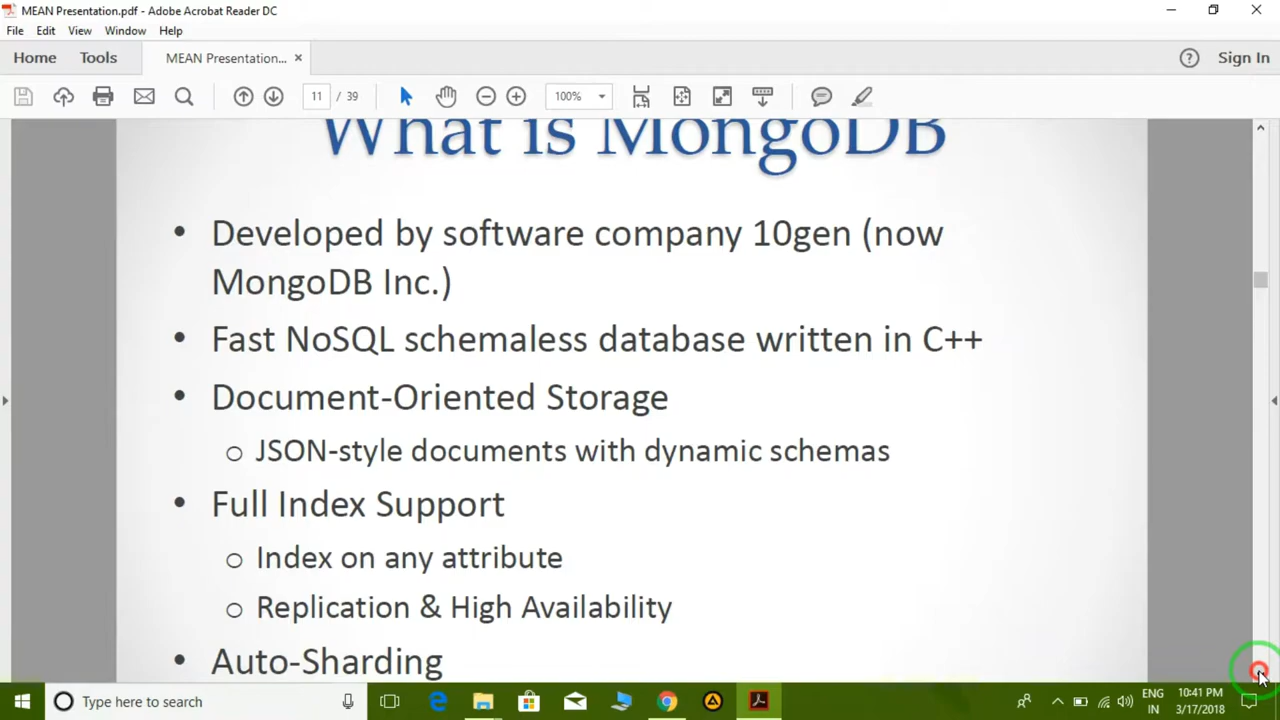 MEAN Presentation.pdf - Adobe Acrobat Reader DC
File Edit View Window Help
Home Tools MEAN Presentation... × Sign In
11 / 39 100%
What is MongoDB
• Developed by software company 10gen (now
MongoDB Inc.)
• Fast NoSQL schemaless database written in C++
• Document-Oriented Storage
o JSON-style documents with dynamic schemas
• Full Index Support
o Index on any attribute
o Replication & High Availability
• Auto-Sharding
Type here to search
ENG 10:41 PM
IN 3/17/2018